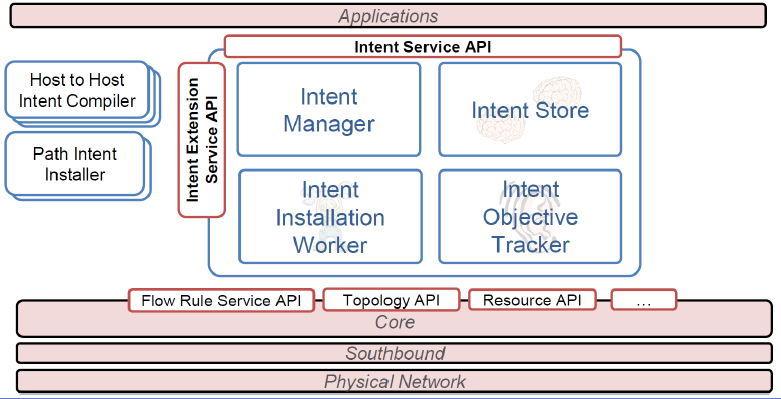 Applications
Intent Service API
Host to Host
Intent Compiler
Path Intent
Installer
Intent Extension
Service API
Intent
Manager
Intent Store
Intent
Installation
Worker
Intent
Objective
Tracker
Flow Rule Service API
Topology API
Resource API
...
Core
Southbound
Physical Network